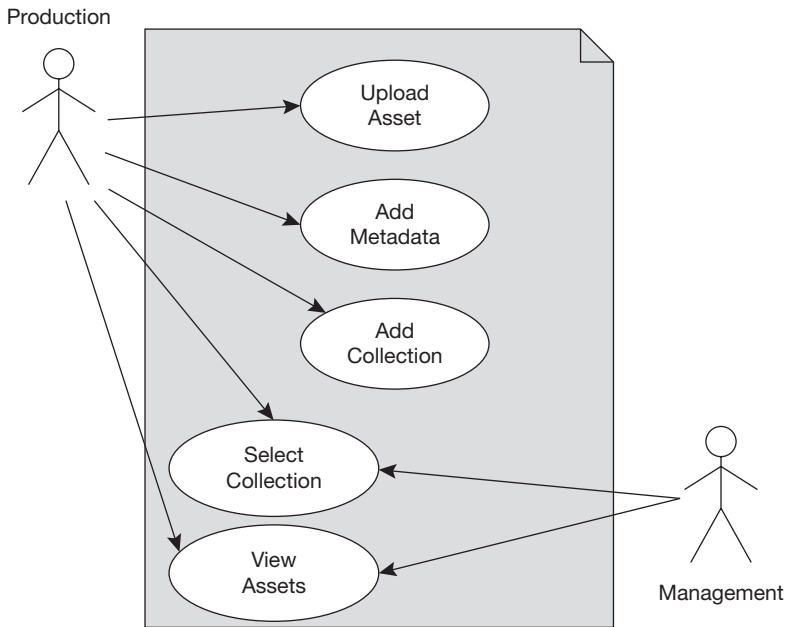 Production
Upload
Asset
Add
Metadata
Add
Collection
Select
Collection
View
Assets
Management